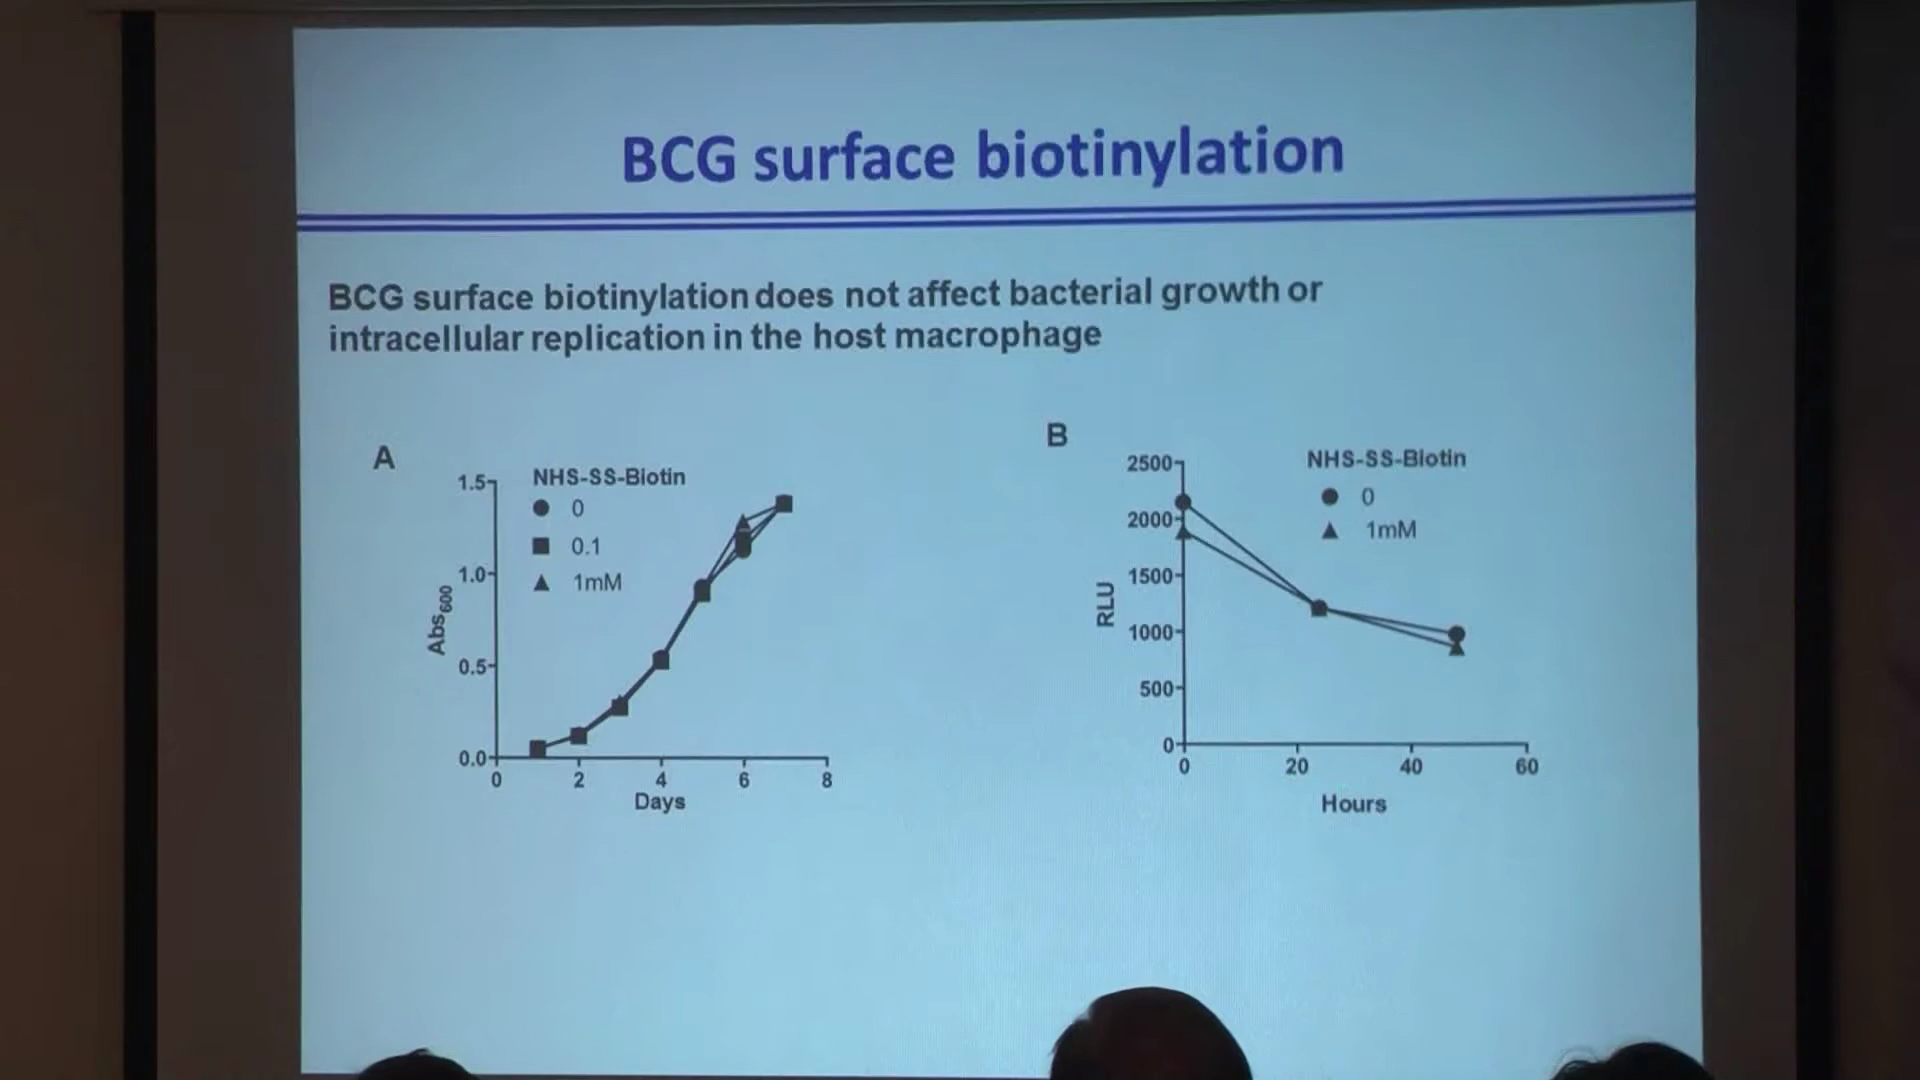 BCG surface biotinylation
BCG surface biotinylation does not affect bacterial growth or
intracellular replication in the host macrophage
A
NHS-SS-Biotin
0
0.1
1mM
1.5
1.0
0.5
0.0
Abs600
0 2 4 6 8
Days
B
NHS-SS-Biotin
0
1mM
2500
2000
1500
1000
500
0
RLU
0 20 40 60
Hours